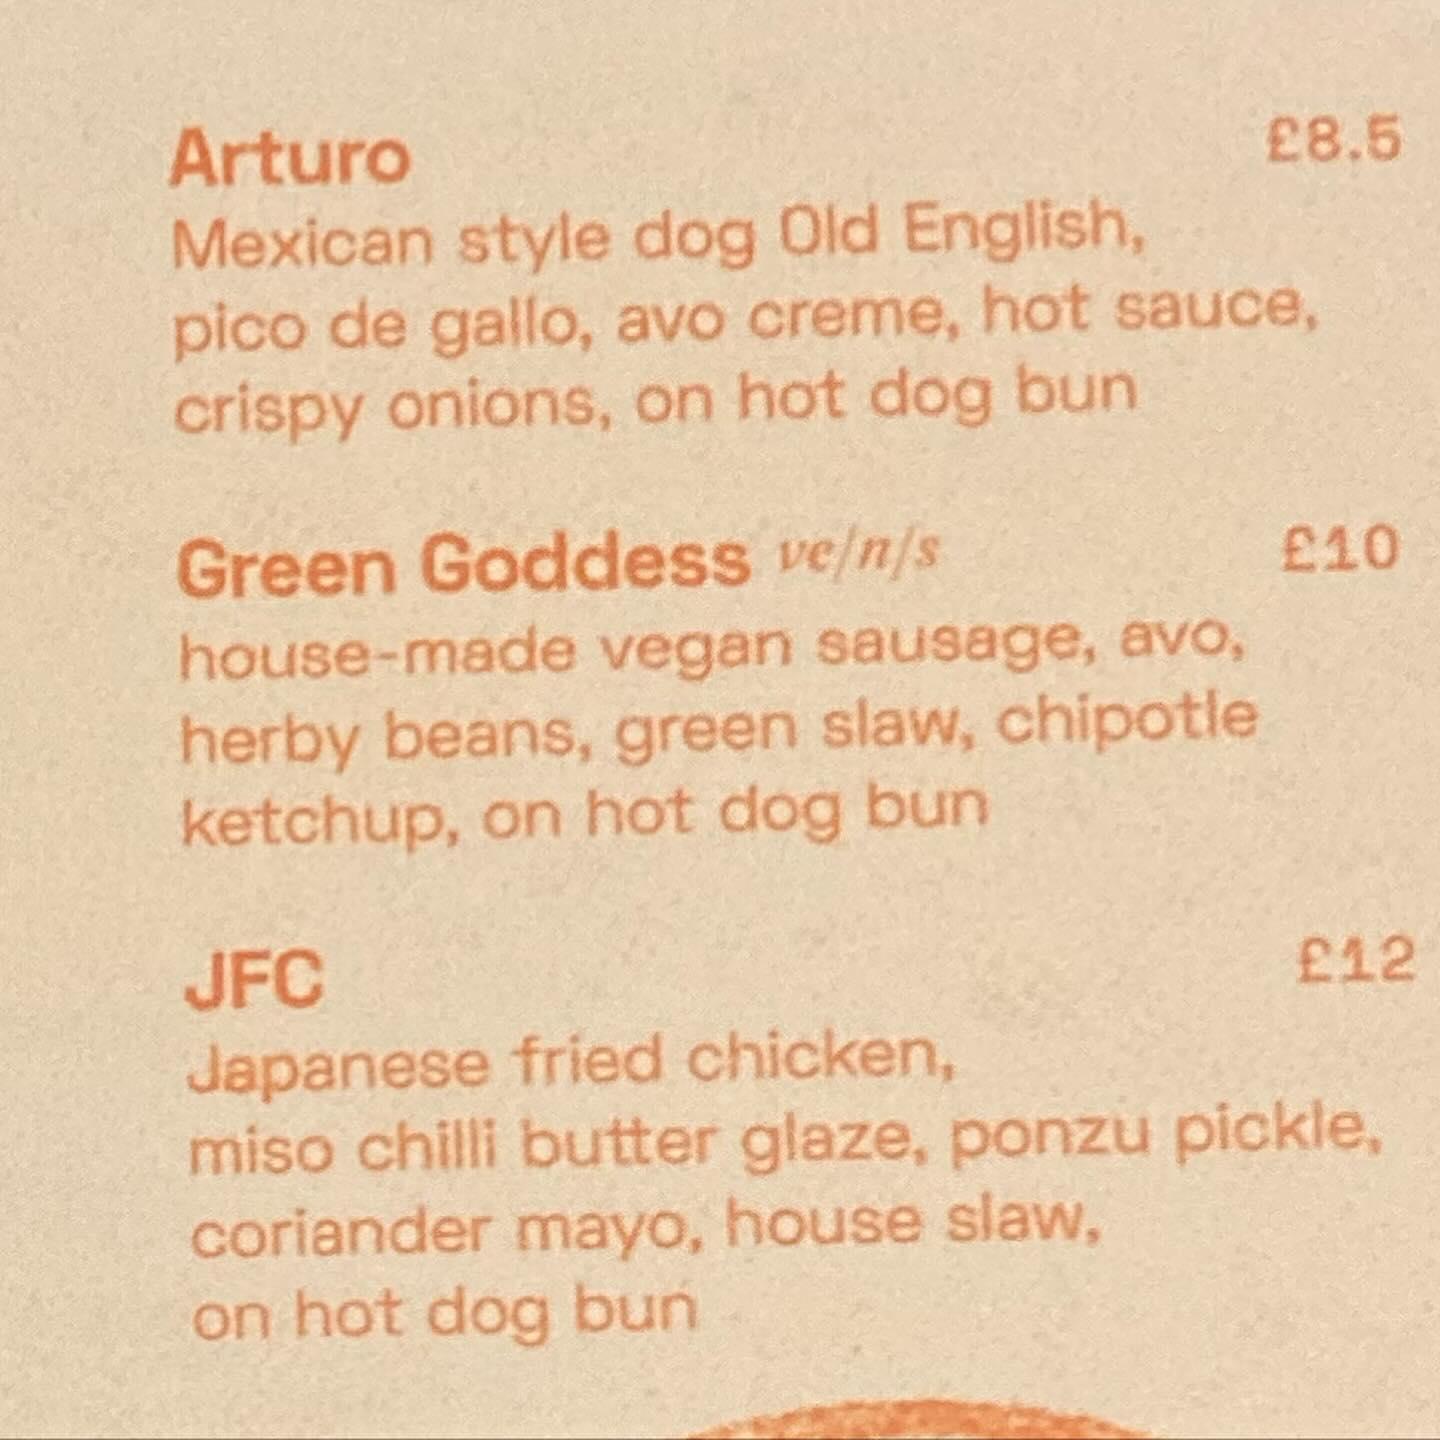 Arturo £8.5
Mexican style dog Old English,
pico de gallo, avo creme, hot sauce,
crispy onions, on hot dog bun
Green Goddess ve/n/s £10
house-made vegan sausage, avo,
herby beans, green slaw, chipotle
ketchup, on hot dog bun
JFC £12
Japanese fried chicken,
miso chilli butter glaze, ponzu pickle,
coriander mayo, house slaw,
on hot dog bun